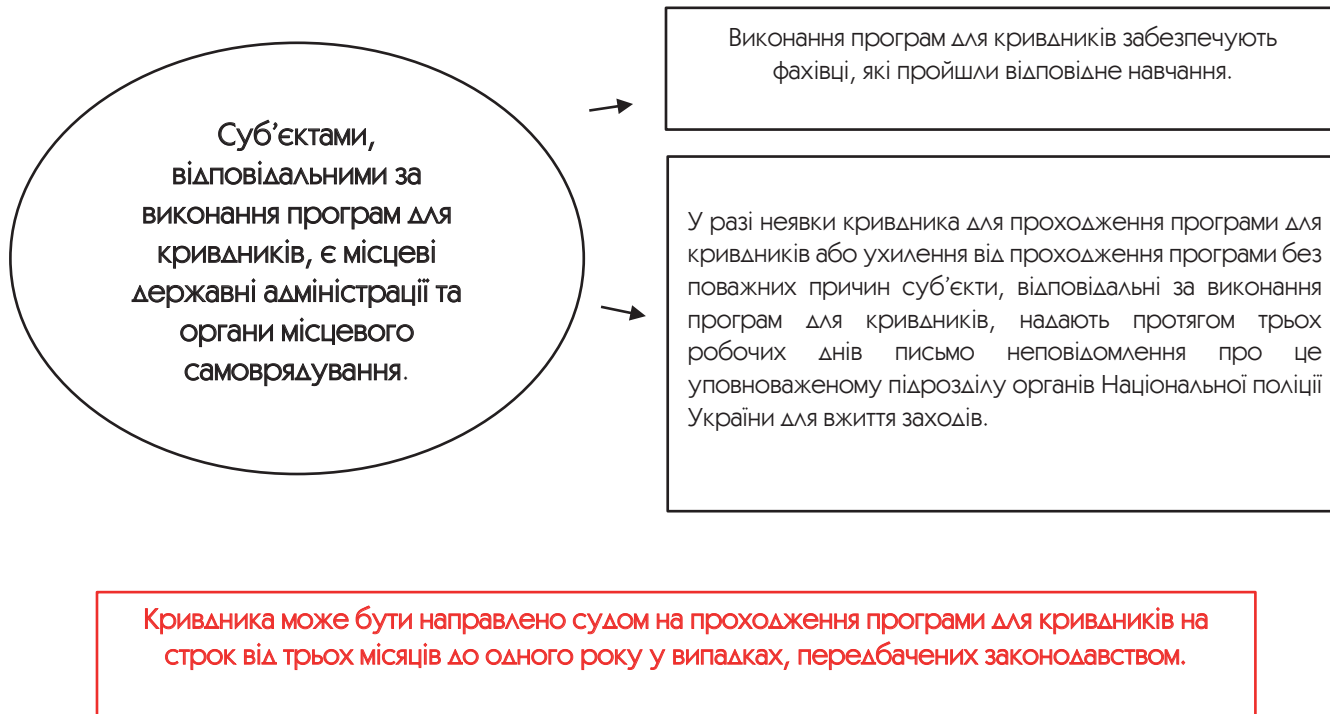 Суб’єктами,
відповідальними за
виконання програм для
кривдників, є місцеві
державні адміністрації та
органи місцевого
самоврядування.
Виконання програм для кривдників забезпечують
фахівці, які пройшли відповідне навчання.
У разі неявки кривдника для проходження програми для
кривдників або ухилення від проходження програми без
поважних причин суб’єкти, відповідальні за виконання
програм для кривдників, надають протягом трьох
робочих днів письмо неповідомлення про це
уповноваженому підрозділу органів Національної поліції
України для вжиття заходів.
Кривдника може бути направлено судом на проходження програми для кривдників на
строк від трьох місяців до одного року у випадках, передбачених законодавством.